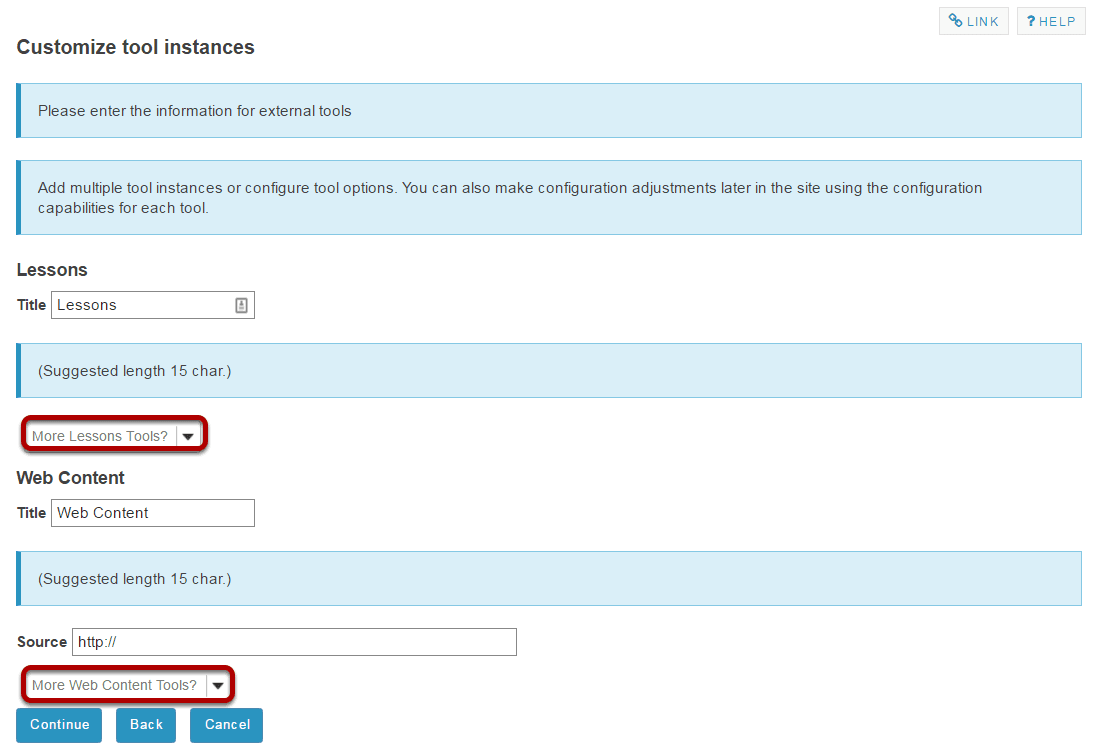 LINK
? HELP
Customize tool instances
Please enter the information for external tools
Add multiple tool instances or configure tool options. You can also make configuration adjustments later in the site using the configuration
capabilities for each tool.
Lessons
Title Lessons
(Suggested length 15 char.)
More Lessons Tools?
Web Content
Title Web Content
(Suggested length 15 char.)
Source http://
More Web Content Tools?
Continue Back Cancel